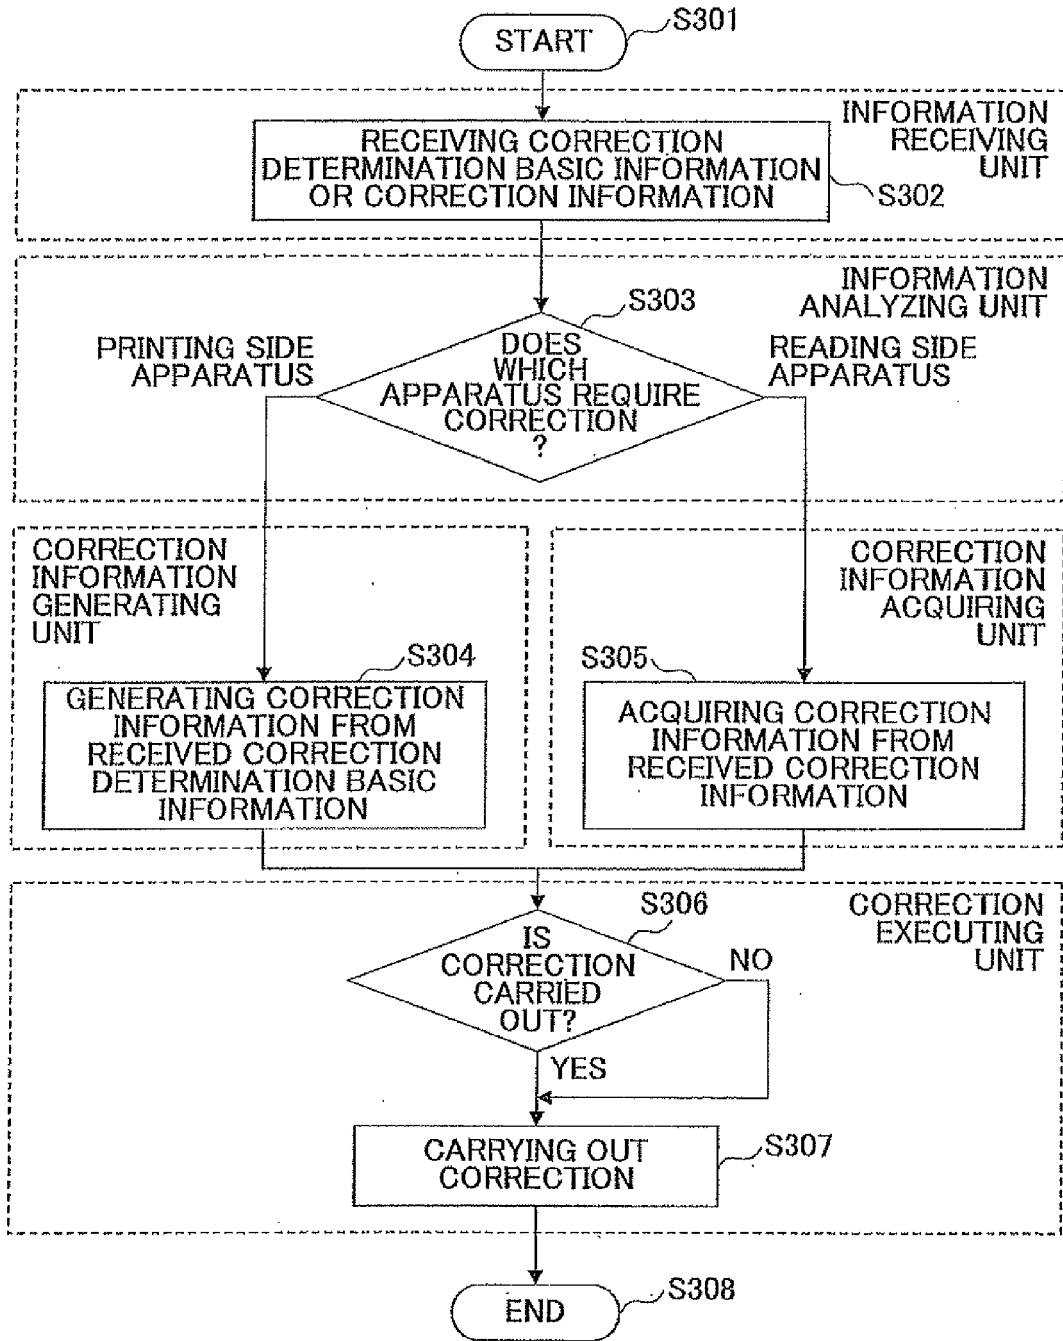 START
S301
INFORMATION
RECEIVING
UNIT
RECEIVING CORRECTION
DETERMINATION BASIC INFORMATION
OR CORRECTION INFORMATION
S302
INFORMATION
ANALYZING UNIT
S303
PRINTING SIDE
APPARATUS
DOES
WHICH
APPARATUS REQUIRE
CORRECTION
?
READING SIDE
APPARATUS
CORRECTION
INFORMATION
GENERATING
UNIT
CORRECTION
INFORMATION
ACQUIRING
UNIT
S304
GENERATING CORRECTION
INFORMATION FROM
RECEIVED CORRECTION
DETERMINATION BASIC
INFORMATION
S305
ACQUIRING CORRECTION
INFORMATION FROM
RECEIVED CORRECTION
INFORMATION
CORRECTION
EXECUTING
UNIT
S306
IS
CORRECTION
CARRIED
OUT?
NO
YES
CARRYING OUT
CORRECTION
S307
END
S308